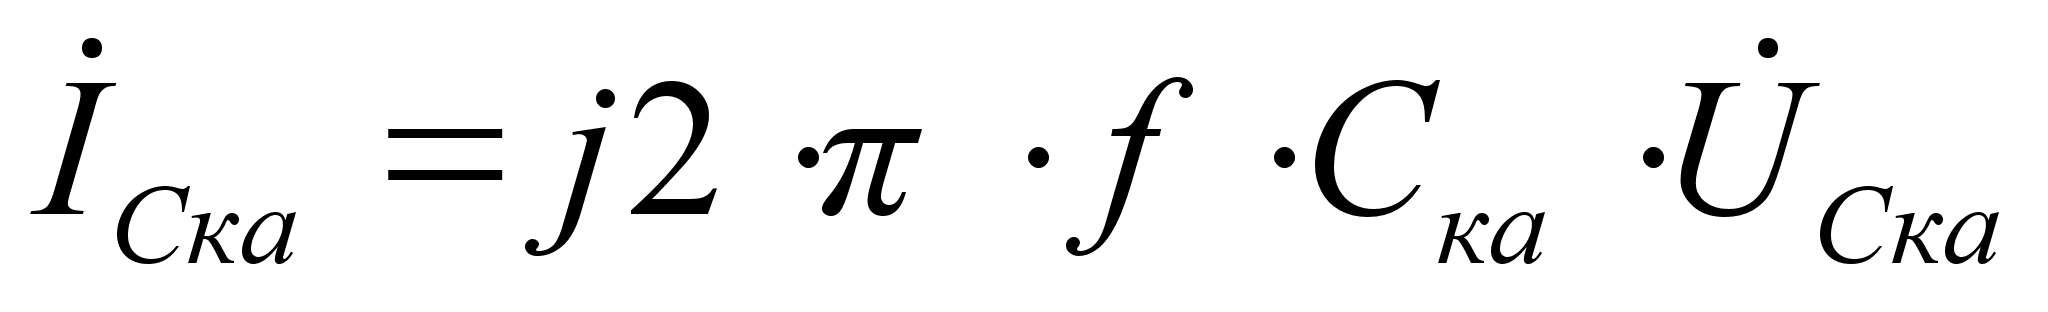 İ_Cка = j2 · π · f · C_ка · U̇_Cка